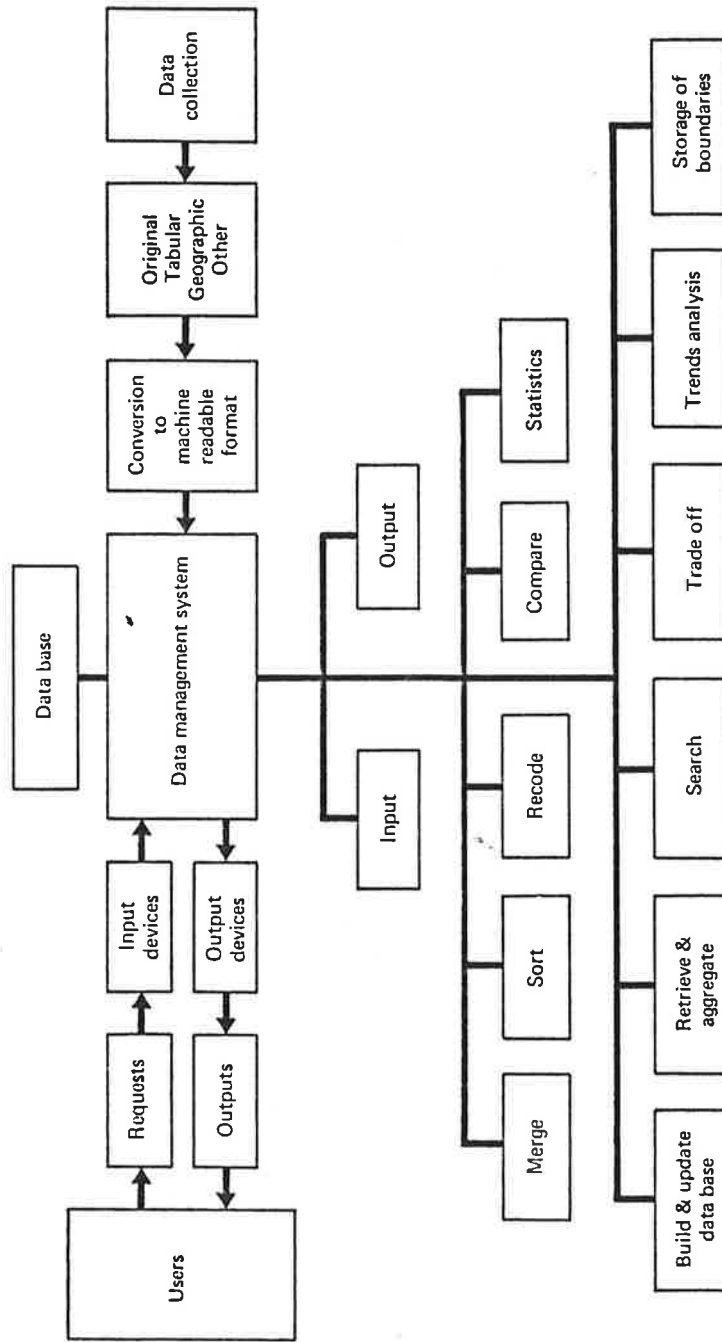 Data base
Users
Requests
Input
devices
Outputs
Output
devices
Data management system
Conversion
to
machine
readable
format
Original
Tabular
Geographic
Other
Data
collection
Input
Output
Merge
Sort
Recode
Compare
Statistics
Build & update
data base
Retrieve &
aggregate
Search
Trade off
Trends analysis
Storage of
boundaries